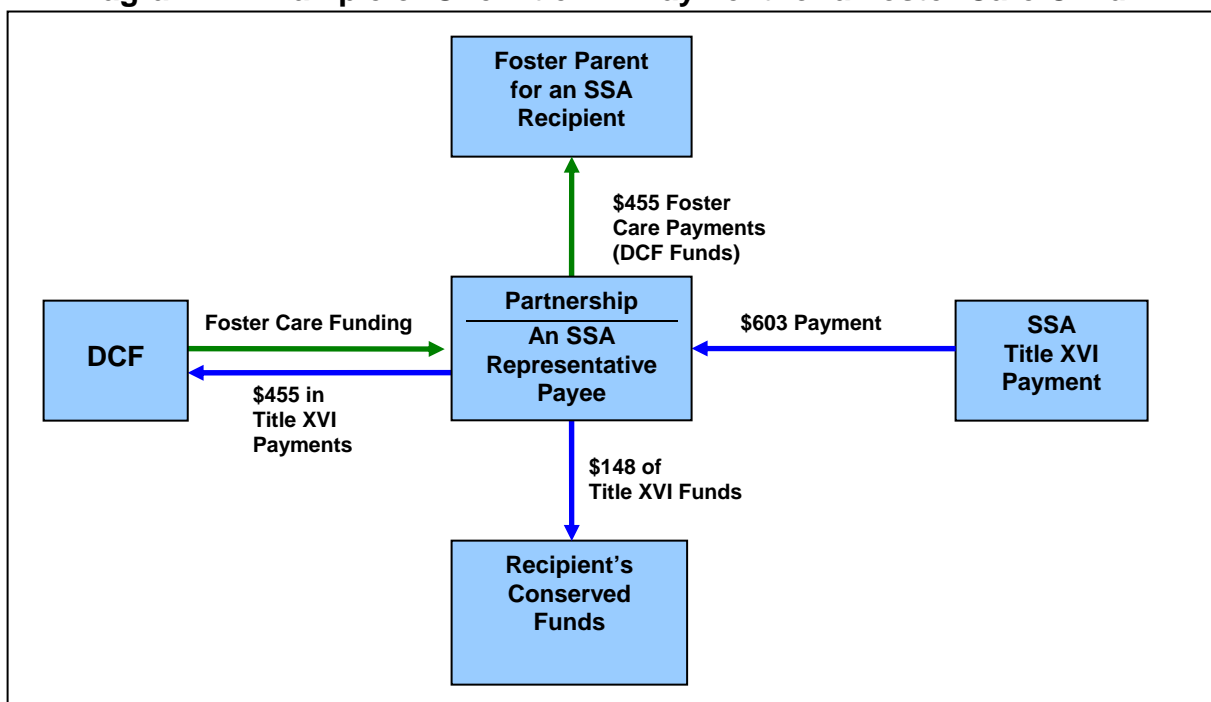 Foster Parent
for an SSA
Recipient
$455 Foster
Care Payments
(DCF Funds)
DCF
Foster Care Funding
$455 in
Title XVI
Payments
Partnership
An SSA
Representative
Payee
$603 Payment
SSA
Title XVI
Payment
$148 of
Title XVI Funds
Recipient’s
Conserved
Funds